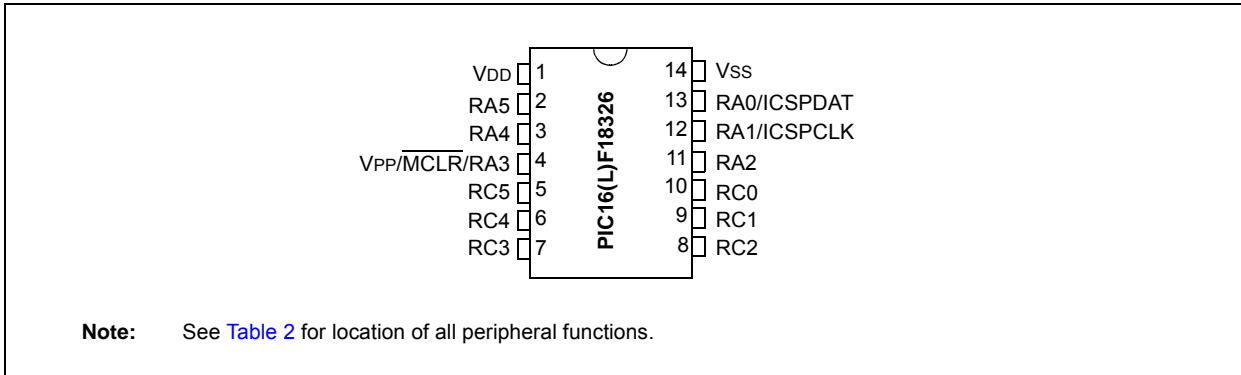 VDD 1 14 VSS
RA5 2 13 RA0/ICSPDAT
RA4 3 12 RA1/ICSPCLK
VPP/MCLR/RA3 4 11 RA2
RC5 5 10 RC0
RC4 6 9 RC1
RC3 7 8 RC2
PIC16(L)F18326
Note: See Table 2 for location of all peripheral functions.